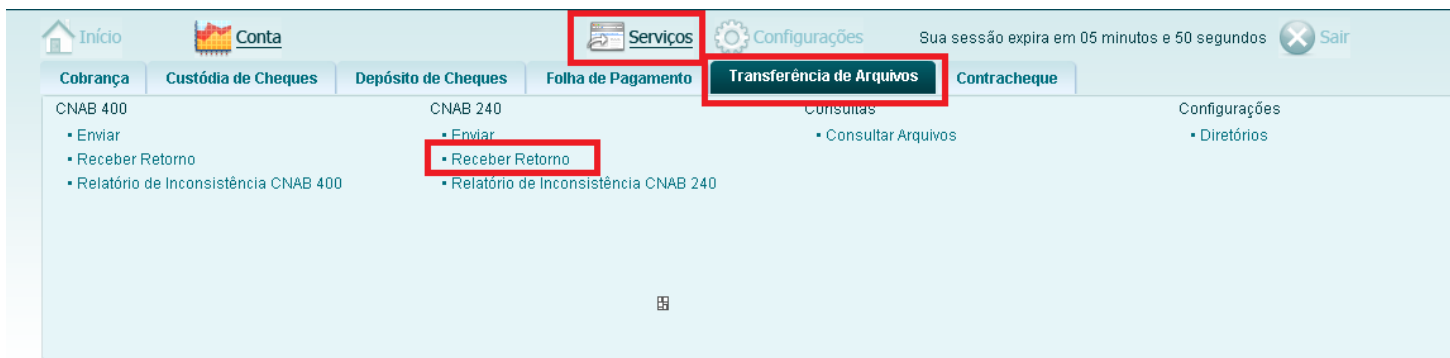 Início Conta Serviços Configurações Sua sessão expira em 05 minutos e 50 segundos Sair
Cobrança Custódia de Cheques Depósito de Cheques Folha de Pagamento Transferência de Arquivos Contracheque
CNAB 400 CNAB 240 Consultas Configurações
▪ Enviar ▪ Enviar ▪ Consultar Arquivos ▪ Diretórios
▪ Receber Retorno ▪ Receber Retorno
▪ Relatório de Inconsistência CNAB 400 ▪ Relatório de Inconsistência CNAB 240